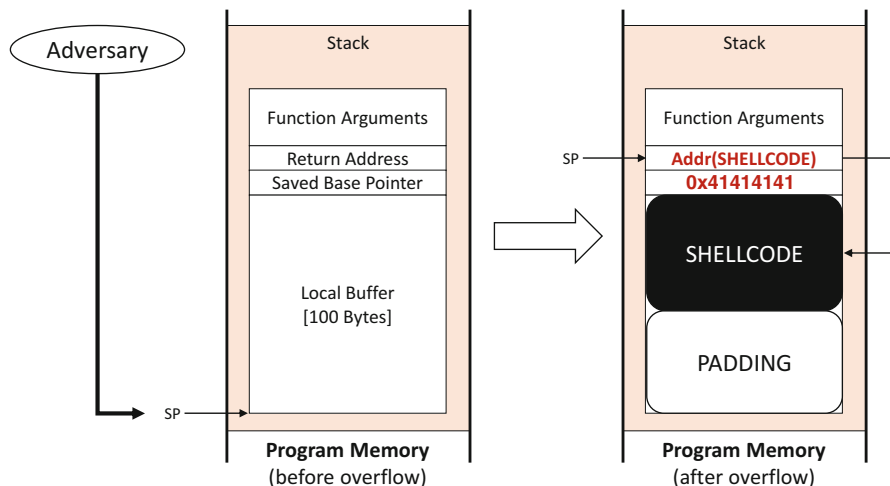 Adversary
Stack
Function Arguments
Return Address
Saved Base Pointer
Local Buffer
[100 Bytes]
SP
Program Memory
(before overflow)
Stack
Function Arguments
SP
Addr(SHELLCODE)
0x41414141
SHELLCODE
PADDING
Program Memory
(after overflow)